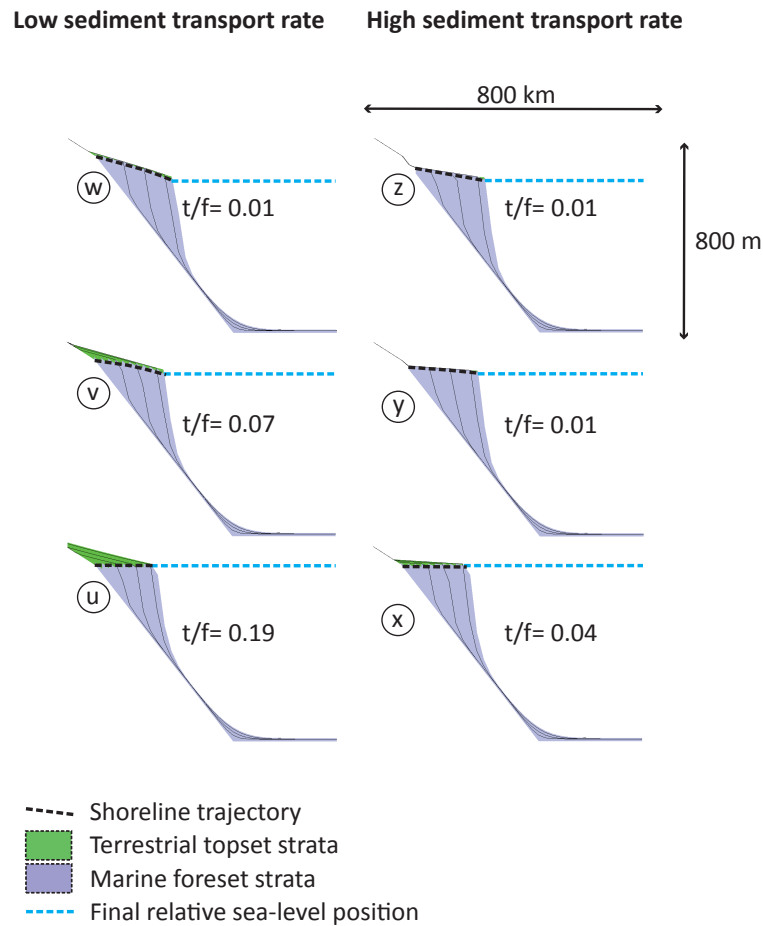 Low sediment transport rate
High sediment transport rate
800 km
w
t/f= 0.01
z
t/f= 0.01
800 m
v
t/f= 0.07
y
t/f= 0.01
u
t/f= 0.19
x
t/f= 0.04
Shoreline trajectory
Terrestrial topset strata
Marine foreset strata
Final relative sea-level position